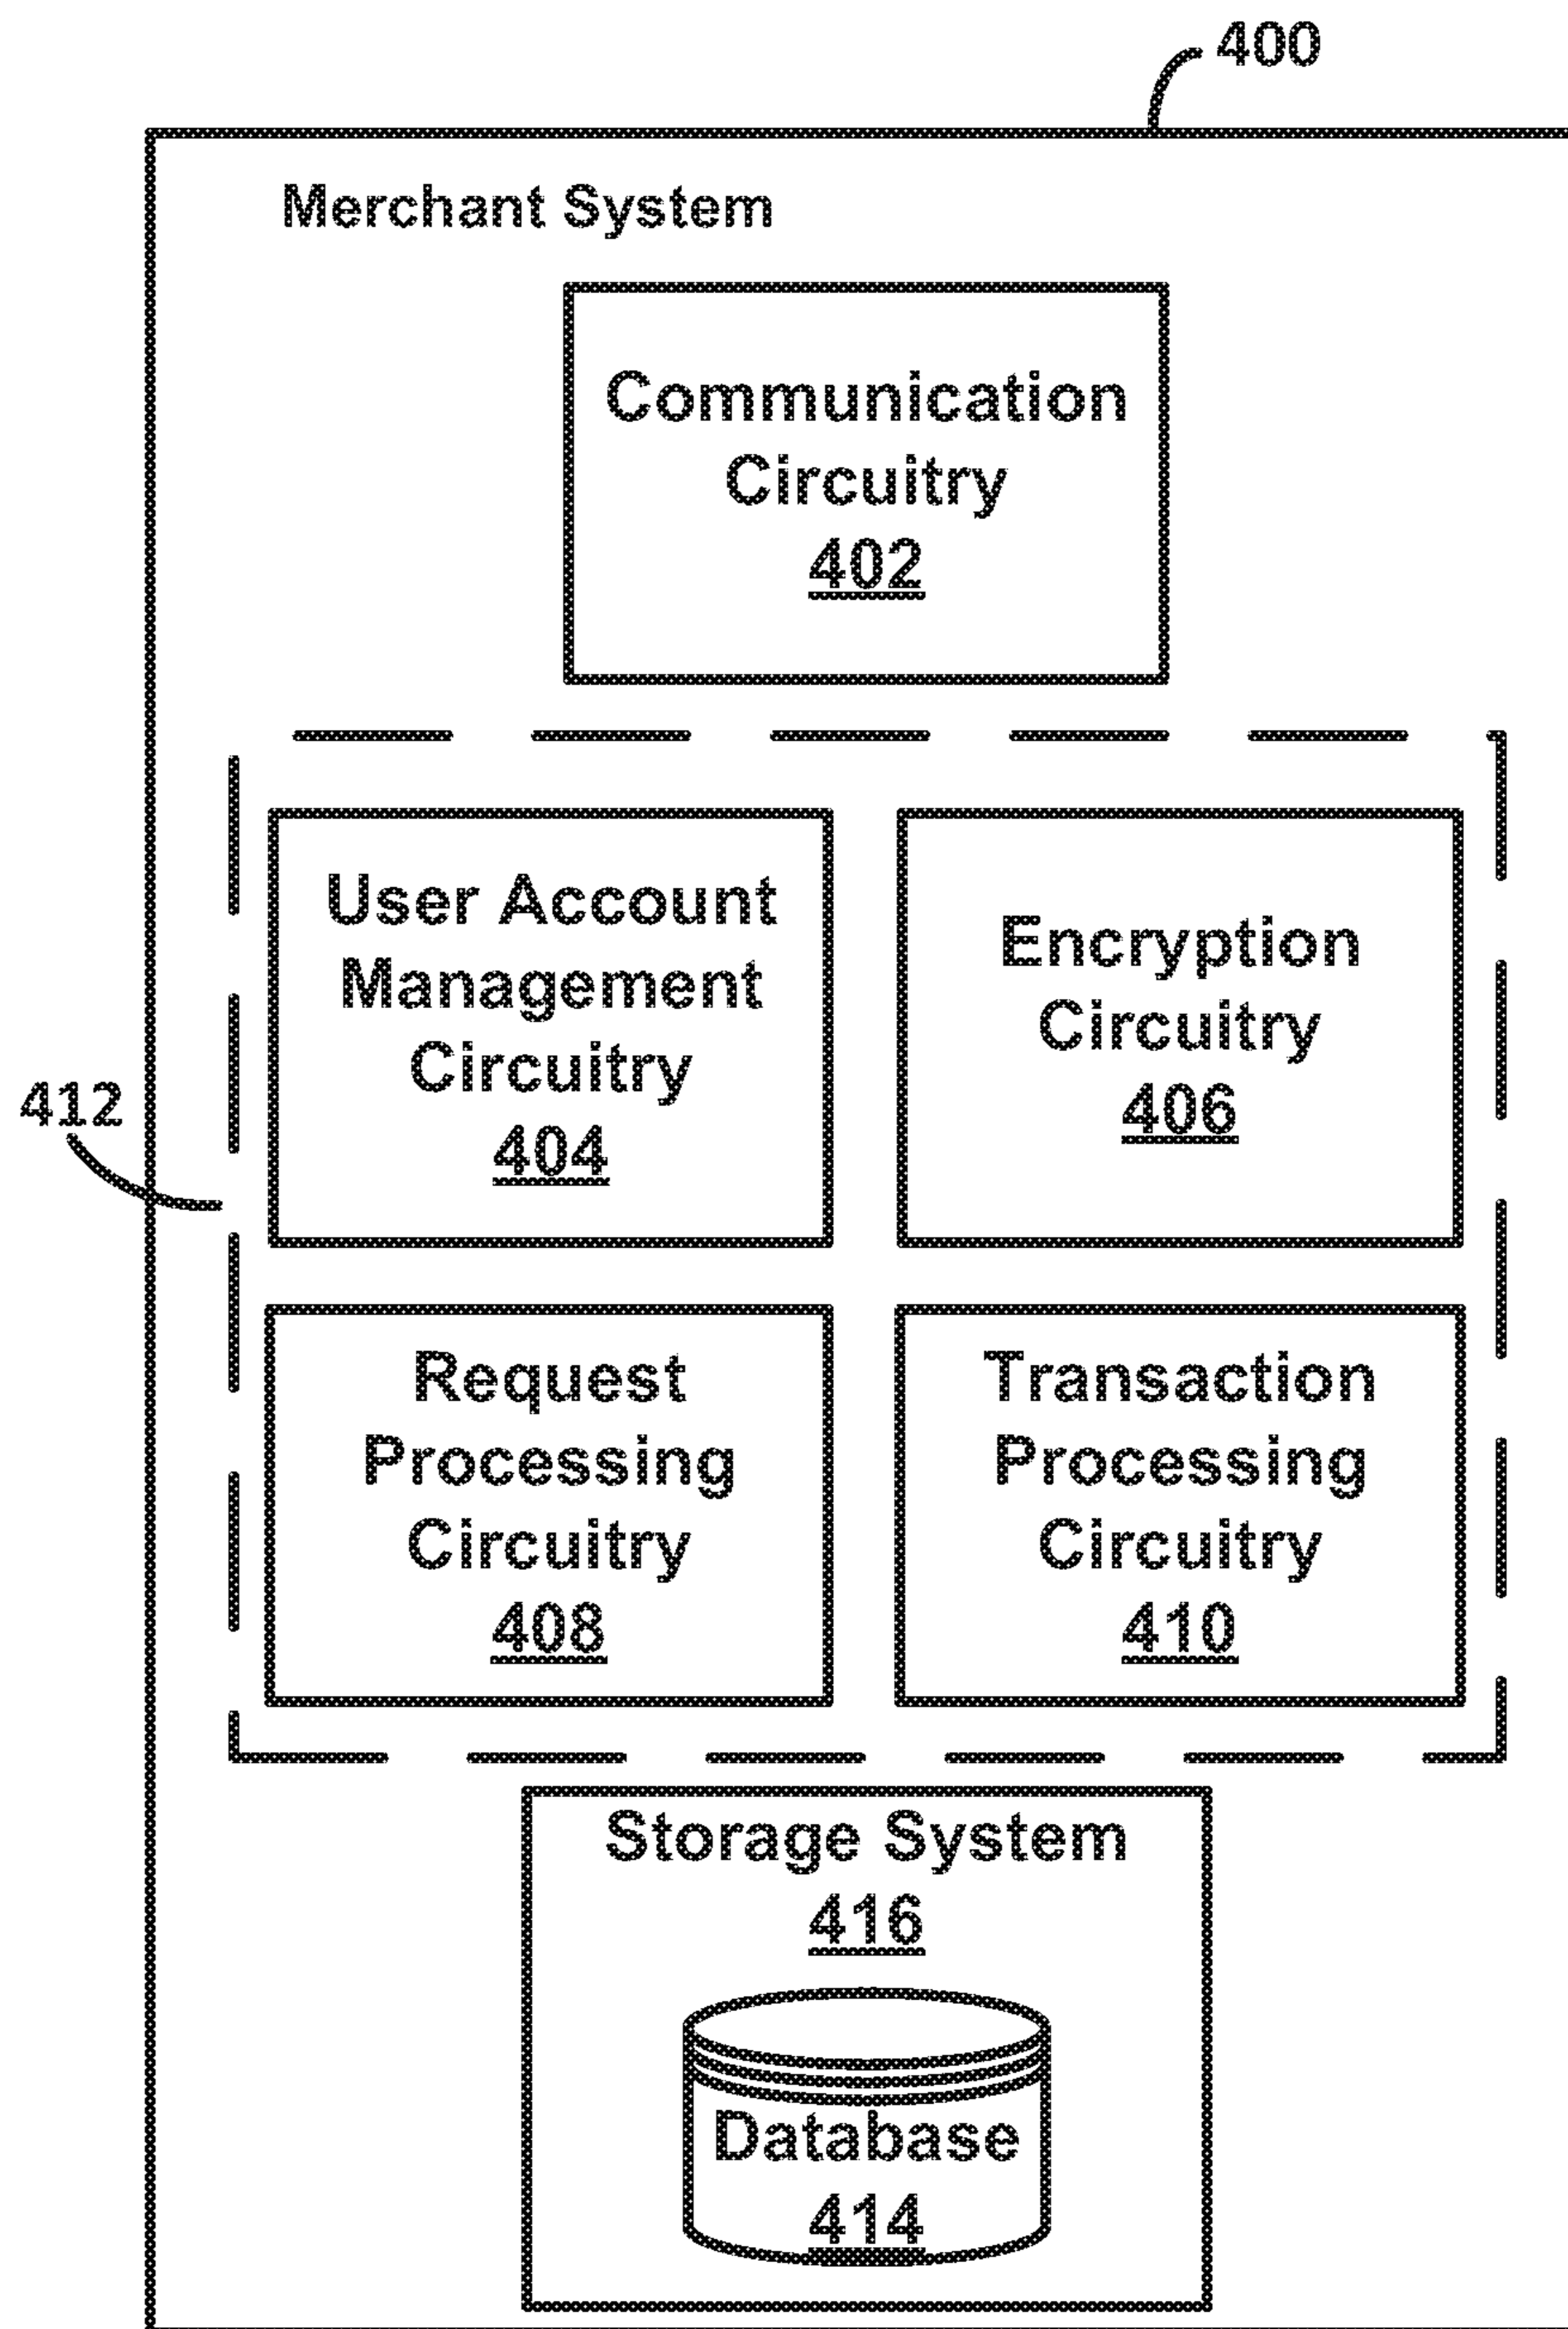 400
Merchant System
Communication
Circuitry
402
User Account
Management
Circuitry
404
Encryption
Circuitry
406
412
Request
Processing
Circuitry
408
Transaction
Processing
Circuitry
410
Storage System
416
Database
414